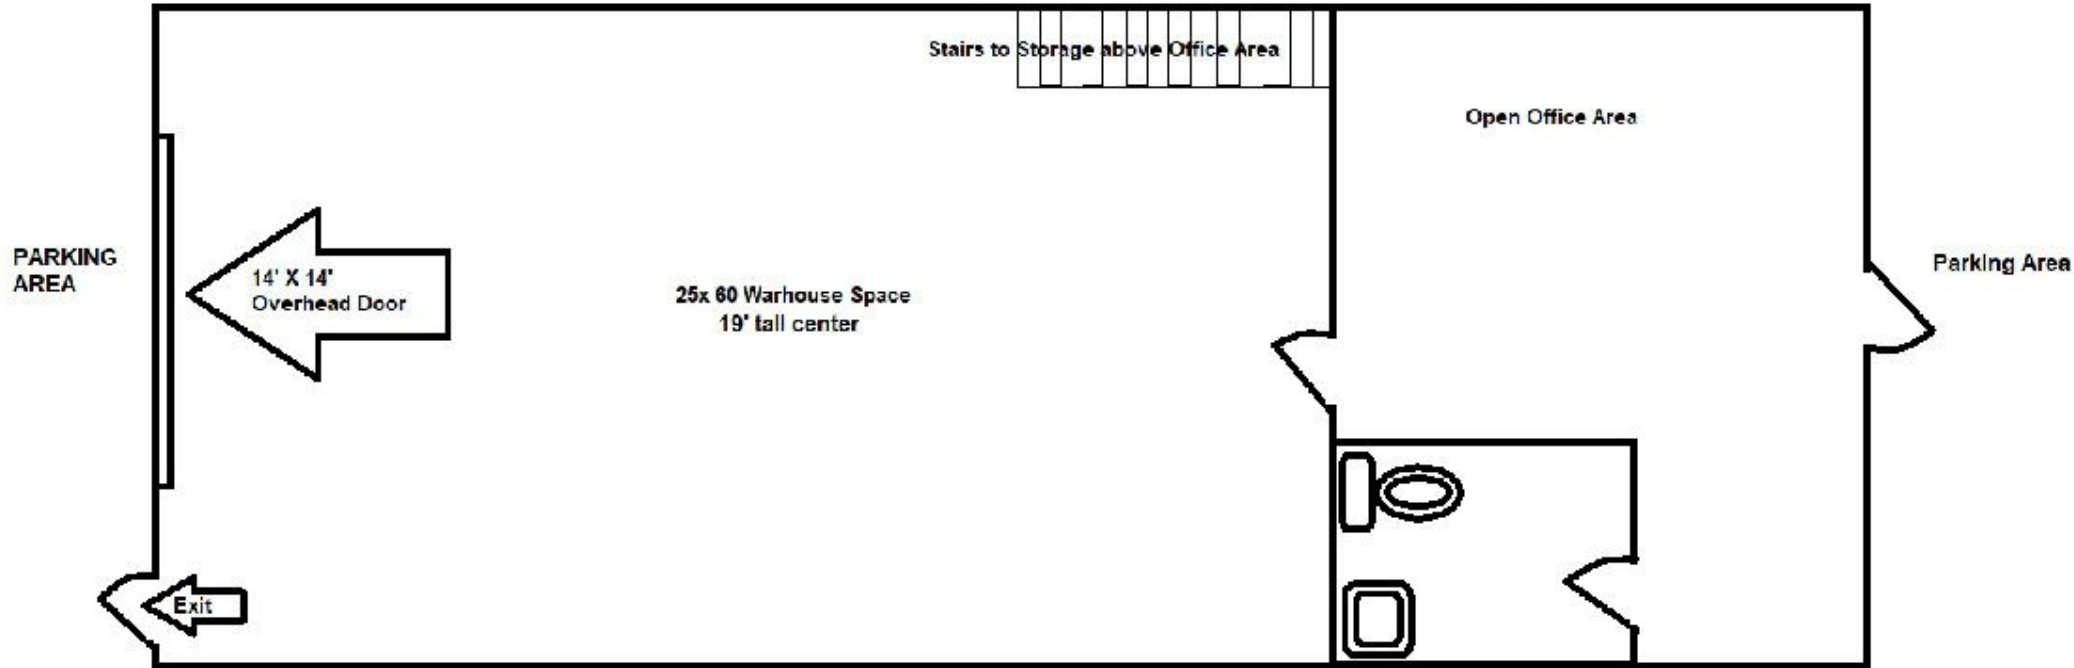 Stairs to Storage above Office Area
Open Office Area
PARKING
AREA
14' X 14'
Overhead Door
25x 60 Warhouse Space
19' tall center
Parking Area
Exit